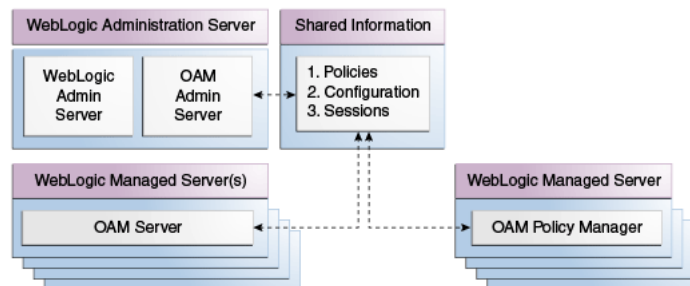 WebLogic Administration Server
WebLogic
Admin
Server
OAM
Admin
Server
Shared Information
1. Policies
2. Configuration
3. Sessions
WebLogic Managed Server(s)
OAM Server
WebLogic Managed Server
OAM Policy Manager